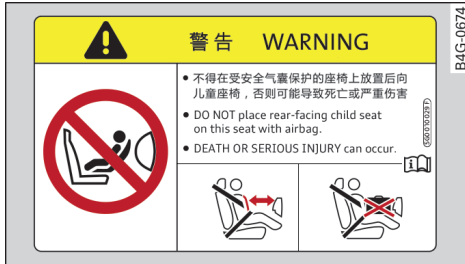 警告 WARNING
• 不得在受安全气囊保护的座椅上放置后向
儿童座椅，否则可能导致死亡或严重伤害
• DO NOT place rear-facing child seat
on this seat with airbag.
• DEATH OR SERIOUS INJURY can occur.
B4G-0674